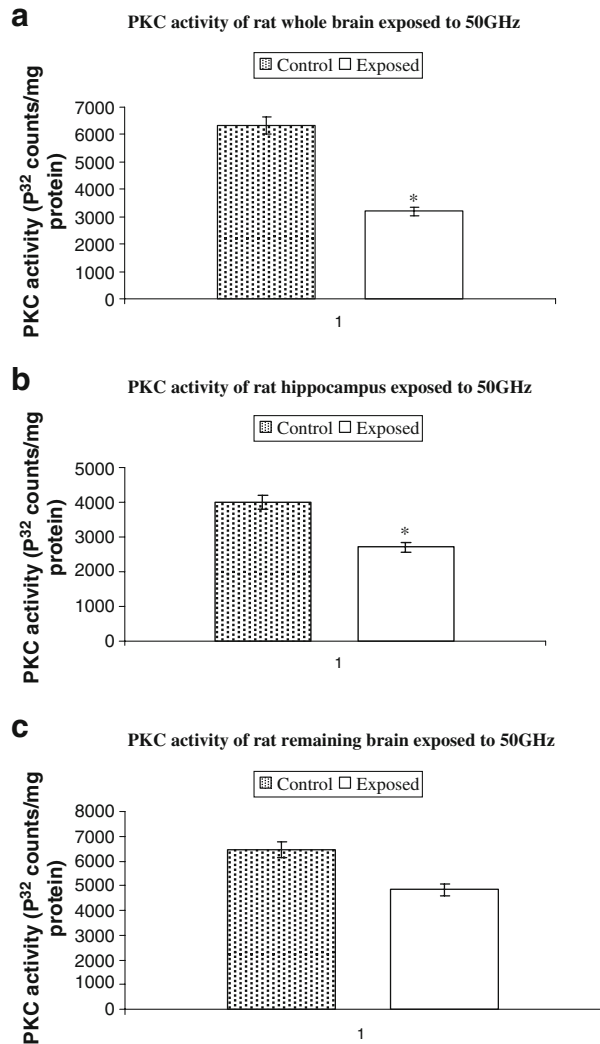 a
PKC activity of rat whole brain exposed to 50GHz
Control Exposed
PKC activity (P³² counts/mg
protein)
7000
6000
5000
4000
3000
2000
1000
0
*
1
b
PKC activity of rat hippocampus exposed to 50GHz
Control Exposed
PKC activity (P³² counts/mg
protein)
5000
4000
3000
2000
1000
0
*
1
c
PKC activity of rat remaining brain exposed to 50GHz
Control Exposed
PKC activity (P³² counts/mg
protein)
8000
7000
6000
5000
4000
3000
2000
1000
0
1